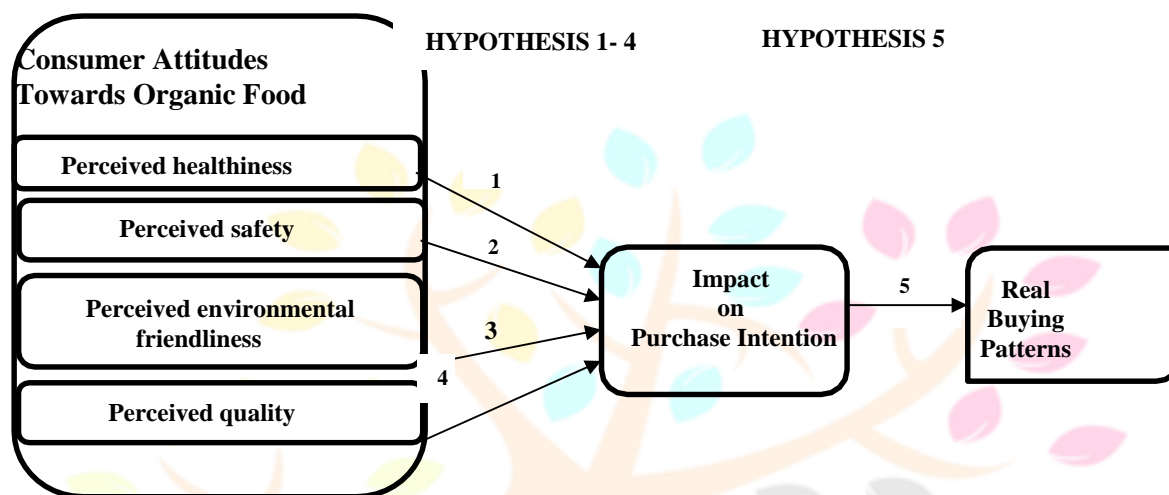 HYPOTHESIS 1- 4
HYPOTHESIS 5
Consumer Attitudes
Towards Organic Food
Perceived healthiness
Perceived safety
Perceived environmental
friendliness
Perceived quality
1
2
3
4
Impact
on
Purchase Intention
5
Real
Buying
Patterns